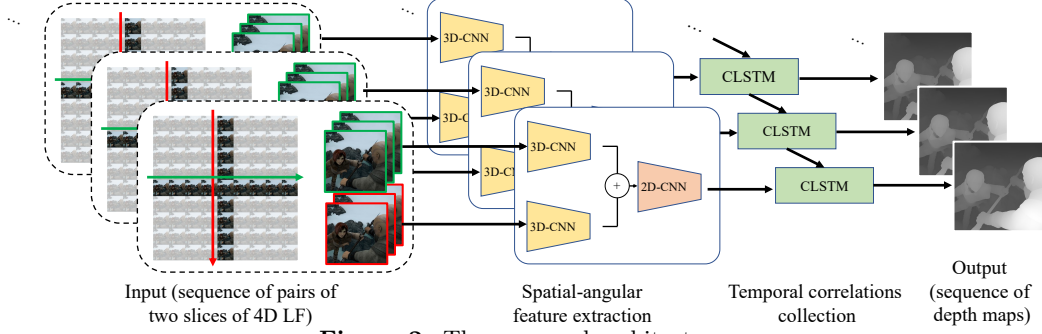 3D-CNN
3D-CNN
3D-CNN
3D-CNN
3D-CNN
2D-CNN
+
CLSTM
CLSTM
CLSTM
Input (sequence of pairs of
two slices of 4D LF)
Spatial-angular
feature extraction
Temporal correlations
collection
Output
(sequence of
depth maps)